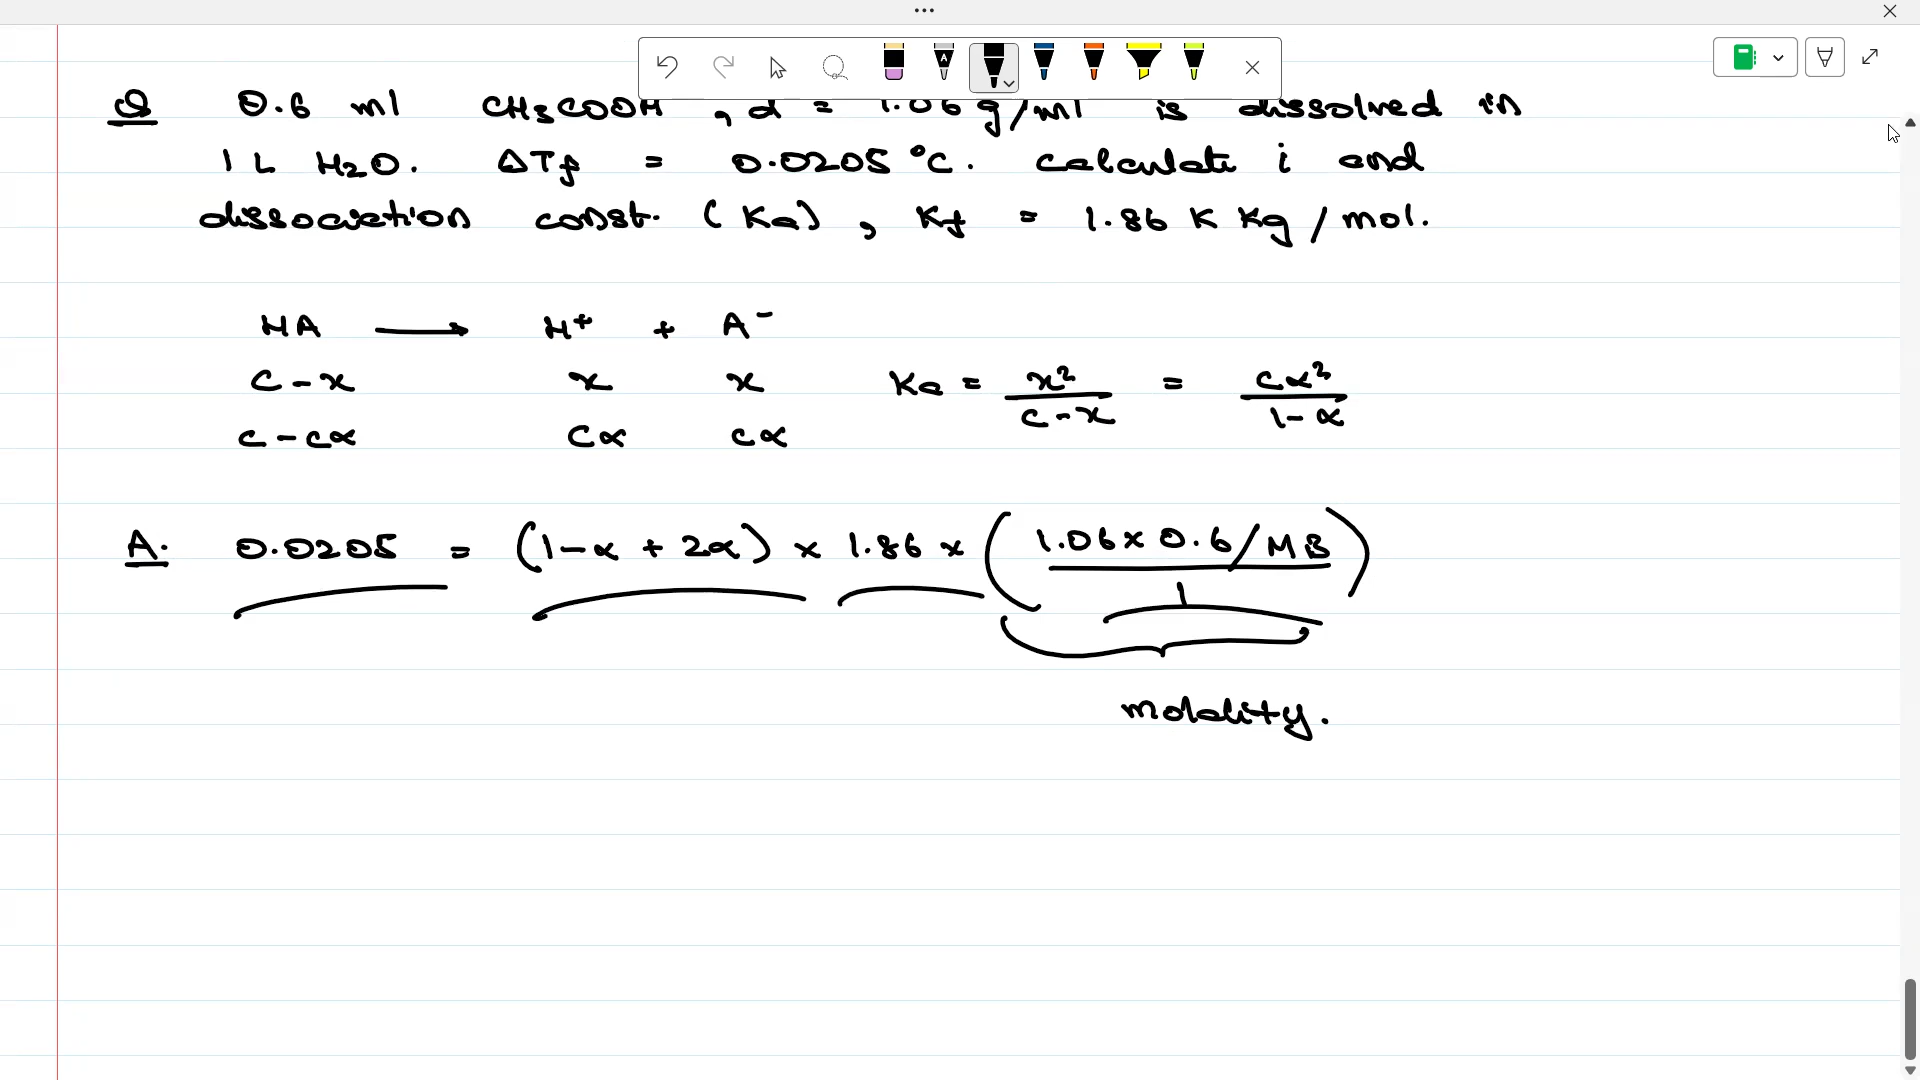 Q 0.6 ml CH3COOH, d = 1.06 g/ml is dissolved in
1 L H2O. ΔTf = 0.0205 °C. Calculate i and
dissociation const. (Ka), Kf = 1.86 K Kg/mol.
HA → H⁺ + A⁻
C-x x x Ka = x²/(C-x) = Cα²/(1-α)
C-Cα Cα Cα
A. 0.0205 = (1-α + 2α) × 1.86 × (1.06 × 0.6/MB / 1)
molality.